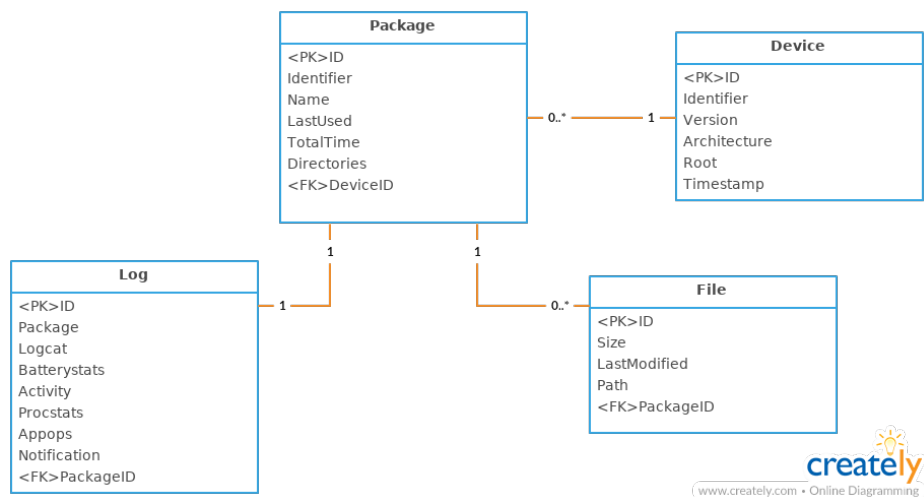 Package
<PK>ID
Identifier
Name
LastUsed
TotalTime
Directories
<FK>DeviceID
Device
<PK>ID
Identifier
Version
Architecture
Root
Timestamp
0..*
1
1
1
Log
<PK>ID
Package
Logcat
Batterystats
Activity
Procstats
Appops
Notification
<FK>PackageID
1
0..*
File
<PK>ID
Size
LastModified
Path
<FK>PackageID
creately
www.creately.com • Online Diagramming